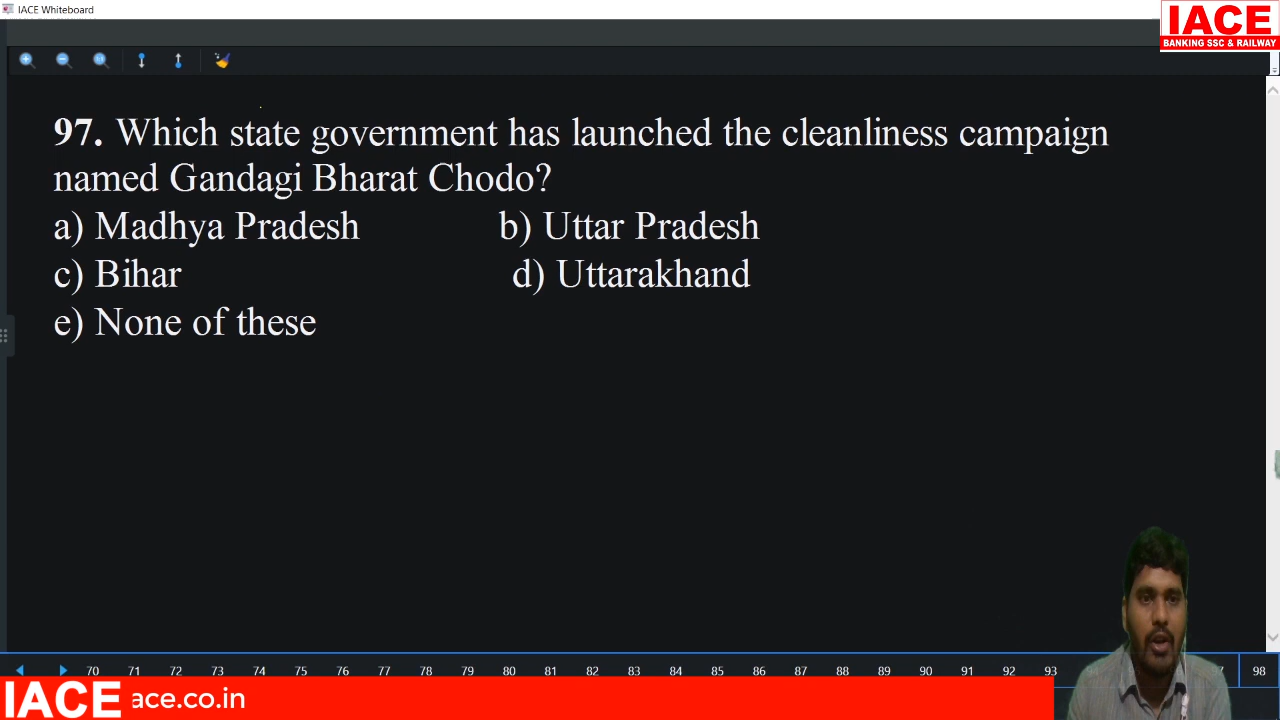 IACE Whiteboard
IACE
BANKING SSC & RAILWAY
97. Which state government has launched the cleanliness campaign
named Gandagi Bharat Chodo?
a) Madhya Pradesh b) Uttar Pradesh
c) Bihar d) Uttarakhand
e) None of these
70 71 72 73 74 75 76 77 78 79 80 81 82 83 84 85 86 87 88 89 90 91 92 93 98
IACE ace.co.in